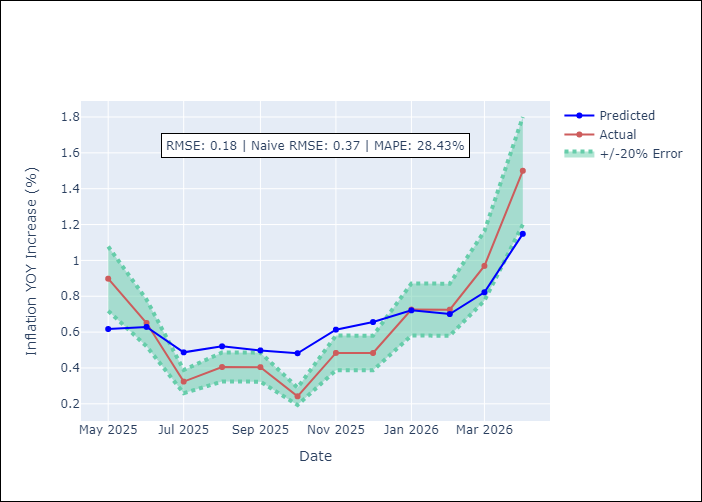 RMSE: 0.18 | Naive RMSE: 0.37 | MAPE: 28.43%
Predicted
Actual
+/-20% Error
Inflation YOY Increase (%)
1.8
1.6
1.4
1.2
1
0.8
0.6
0.4
0.2
May 2025
Jul 2025
Sep 2025
Nov 2025
Jan 2026
Mar 2026
Date